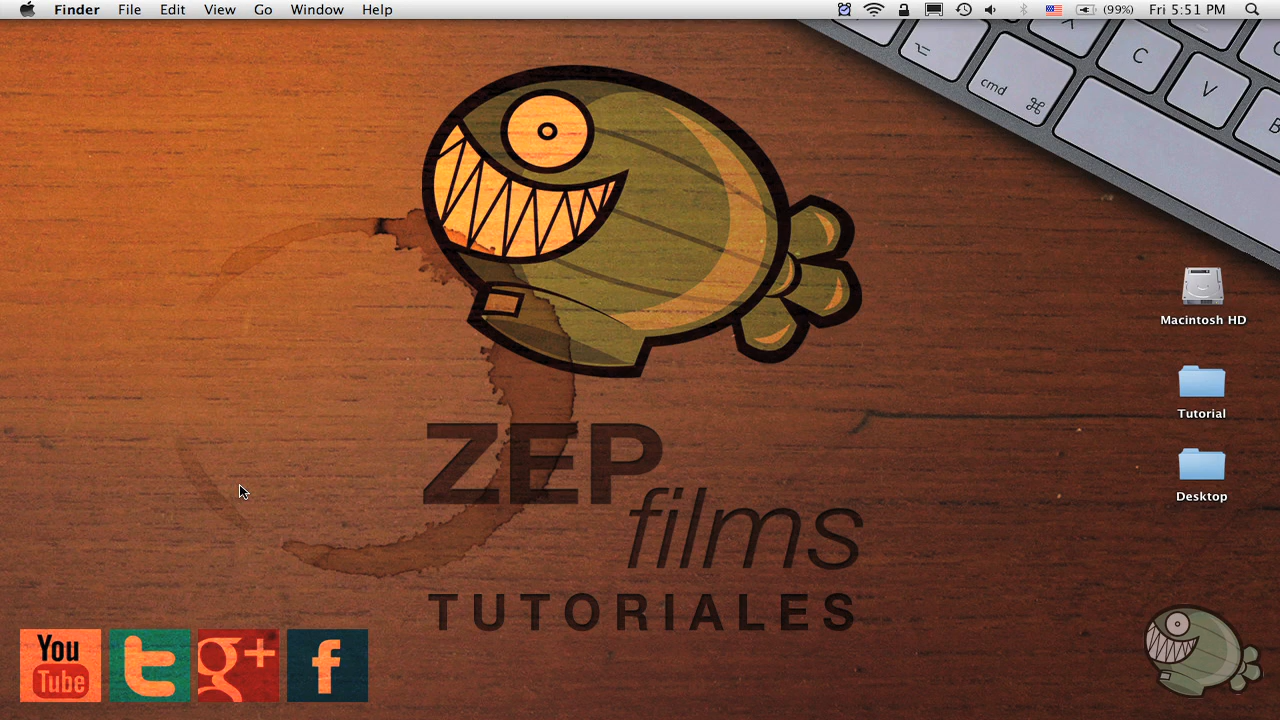 Finder File Edit View Go Window Help (99%) Fri 5:51 PM
cmd
C
V
B
Macintosh HD
Tutorial
Desktop
ZEP
films
TUTORIALES
You
Tube
t
g+
f